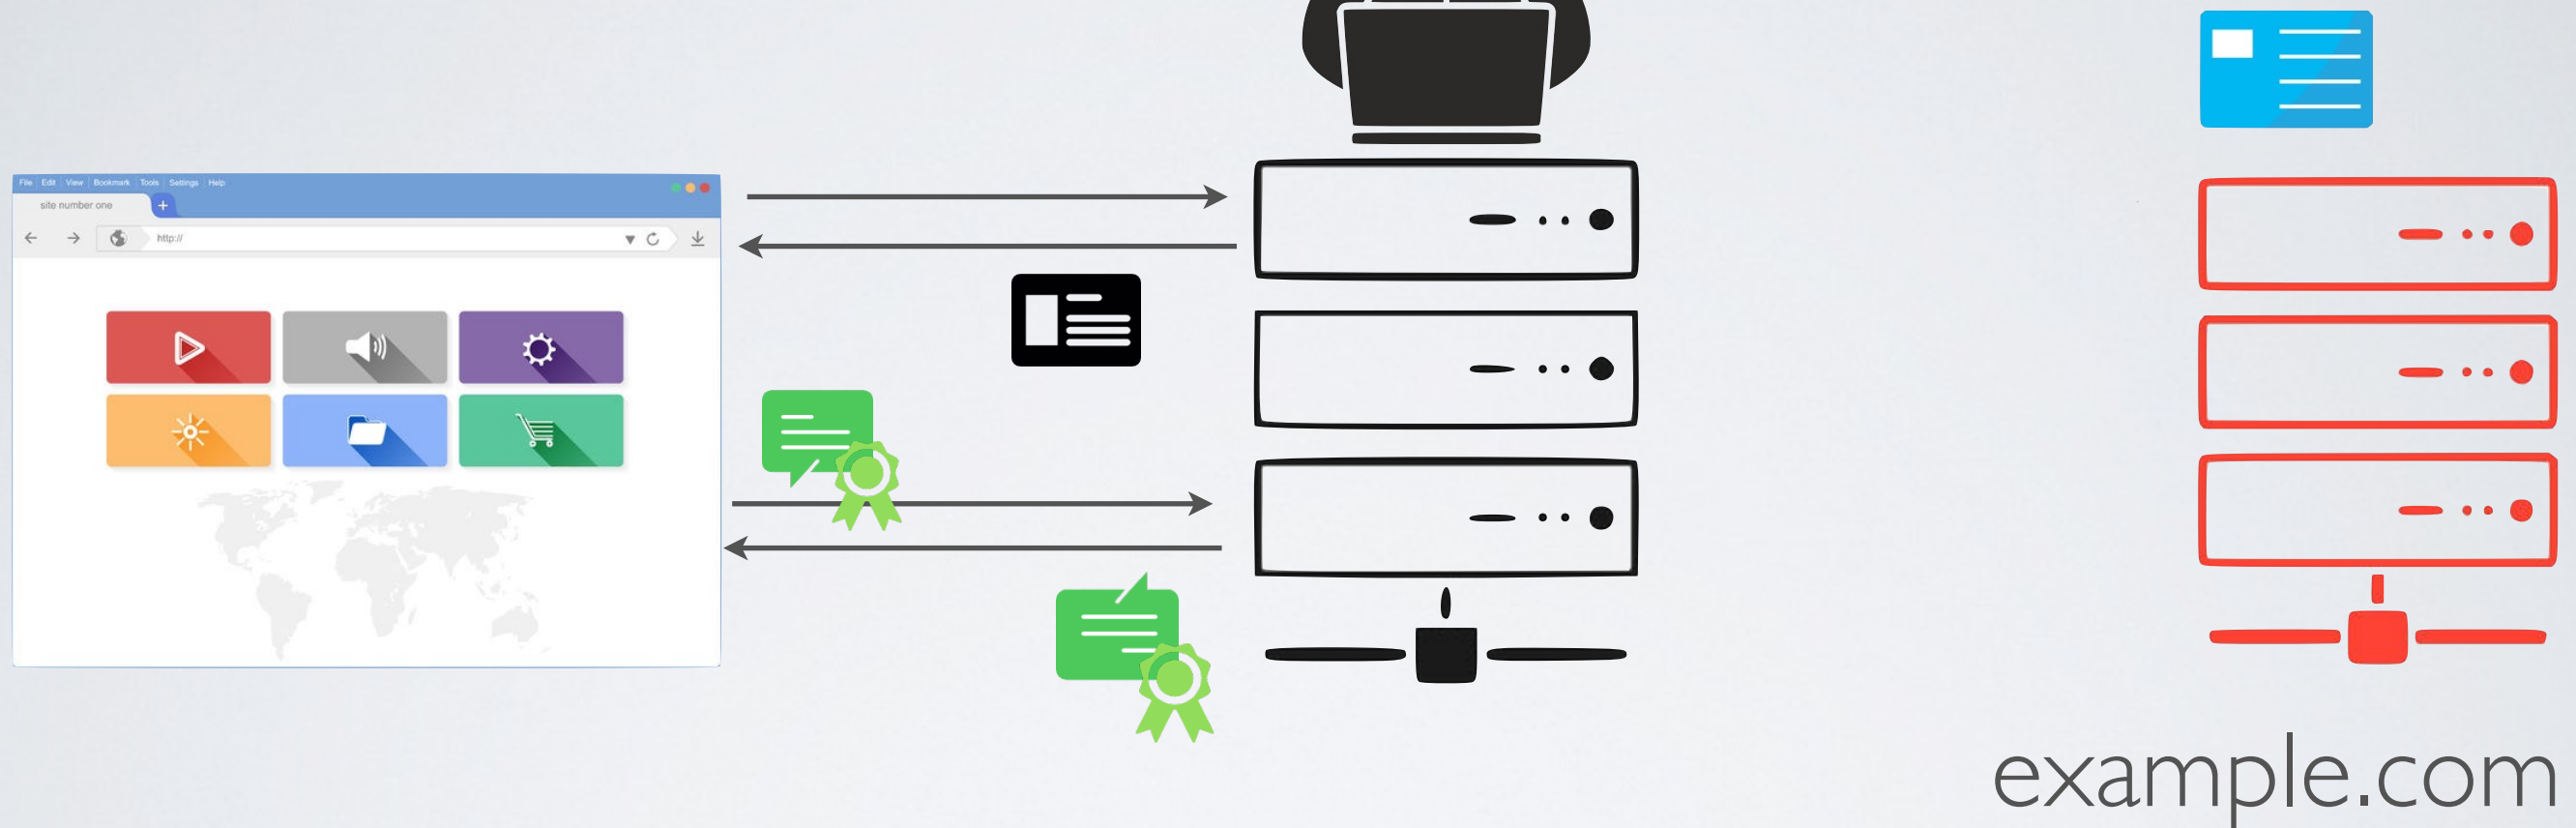 File Edit View Bookmark Tools Settings Help
site number one
http://
example.com